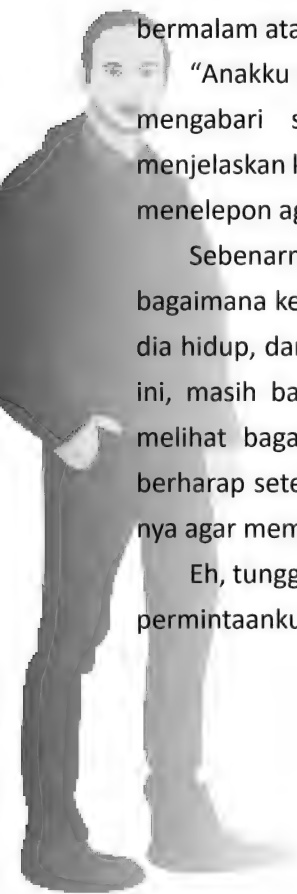 bermalam ata
“Anakku
mengabari s
menjelaskan k
menelepon ag
Sebenarn
bagaimana ke
dia hidup, dar
ini, masih ba
melihat baga
berharap sete
nya agar mem
Eh, tungg
permintaanku